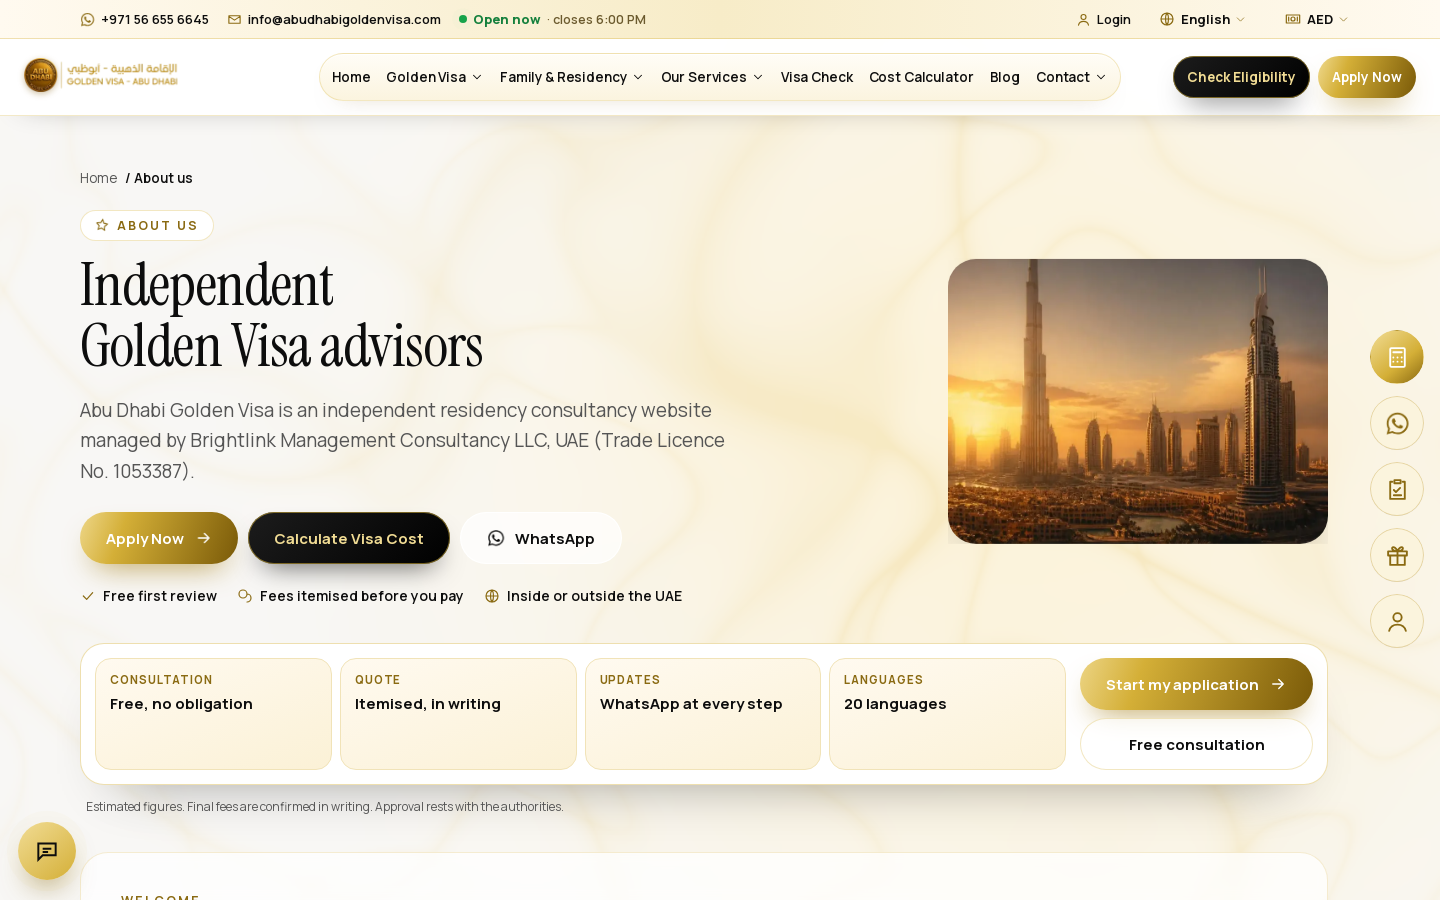 +971 56 655 6645
info@abudhabigoldenvisa.com
Open now · closes 6:00 PM
Login
English
AED
ABU DHABI
الإقامة الذهبية - أبوظبي
GOLDEN VISA - ABU DHABI
Home
Golden Visa
Family & Residency
Our Services
Visa Check
Cost Calculator
Blog
Contact
Check Eligibility
Apply Now
Home / About us
ABOUT US
Independent
Golden Visa advisors
Abu Dhabi Golden Visa is an independent residency consultancy website
managed by Brightlink Management Consultancy LLC, UAE (Trade Licence
No. 1053387).
Apply Now
Calculate Visa Cost
WhatsApp
Free first review
Fees itemised before you pay
Inside or outside the UAE
CONSULTATION
Free, no obligation
QUOTE
Itemised, in writing
UPDATES
WhatsApp at every step
LANGUAGES
20 languages
Start my application
Free consultation
Estimated figures. Final fees are confirmed in writing. Approval rests with the authorities.
WELCOME